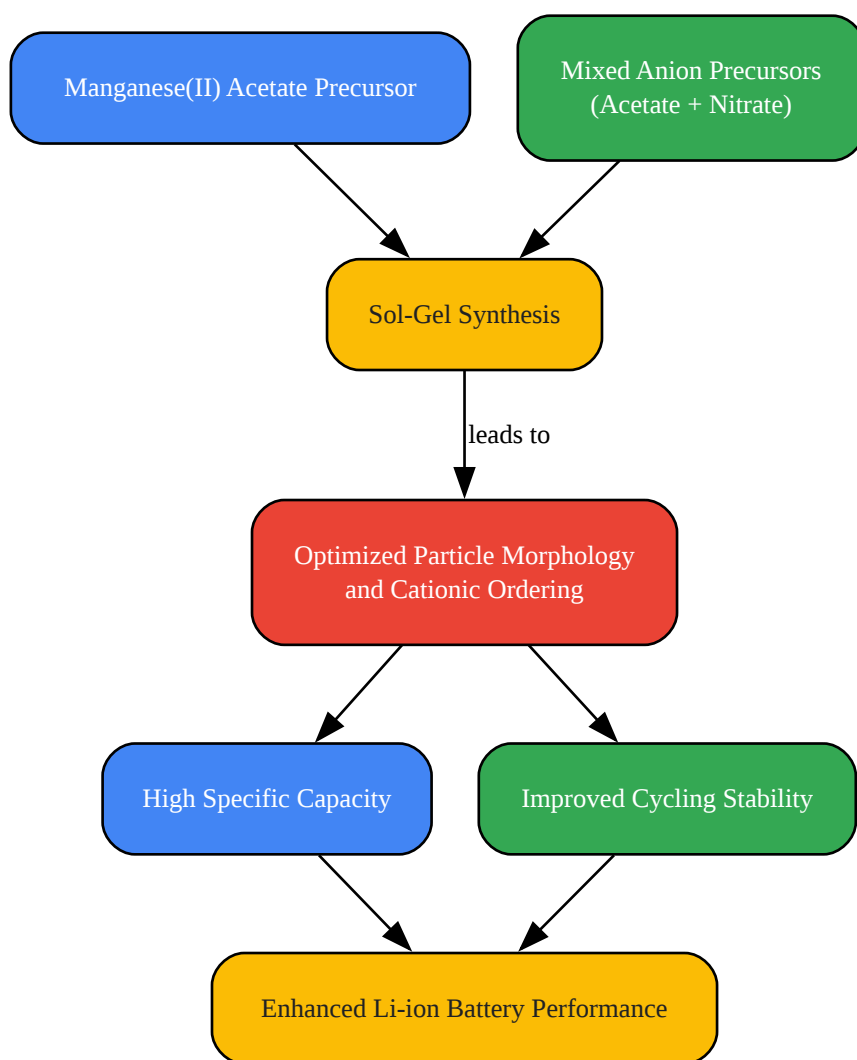 Manganese(II) Acetate Precursor
Mixed Anion Precursors
(Acetate + Nitrate)
Sol-Gel Synthesis
leads to
Optimized Particle Morphology
and Cationic Ordering
High Specific Capacity
Improved Cycling Stability
Enhanced Li-ion Battery Performance